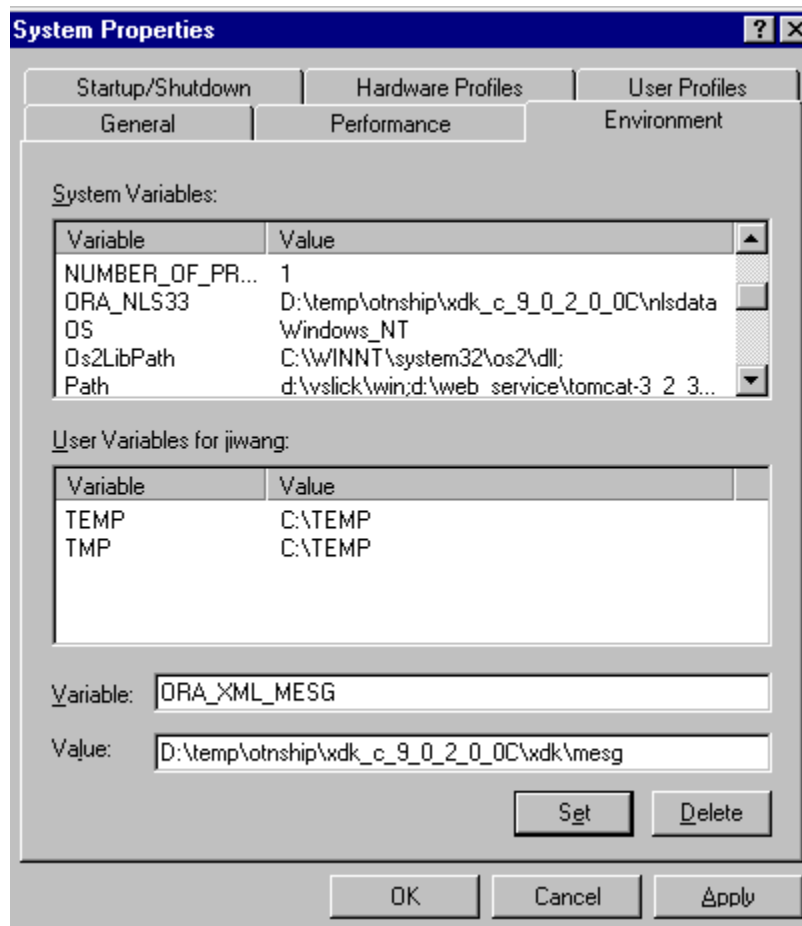 System Properties
Startup/Shutdown Hardware Profiles User Profiles
General Performance Environment
System Variables:
Variable Value
NUMBER_OF_PR... 1
ORA_NLS33 D:\temp\otnship\xdk_c_9_0_2_0_0C\nlsdata
OS Windows_NT
Os2LibPath C:\WINNT\system32\os2\dll;
Path d:\vslick\win;d:\web_service\tomcat-3_2_3...
User Variables for jiwang:
Variable Value
TEMP C:\TEMP
TMP C:\TEMP
Variable: ORA_XML_MESG
Value: D:\temp\otnship\xdk_c_9_0_2_0_0C\xdk\mesg
Set Delete
OK Cancel Apply